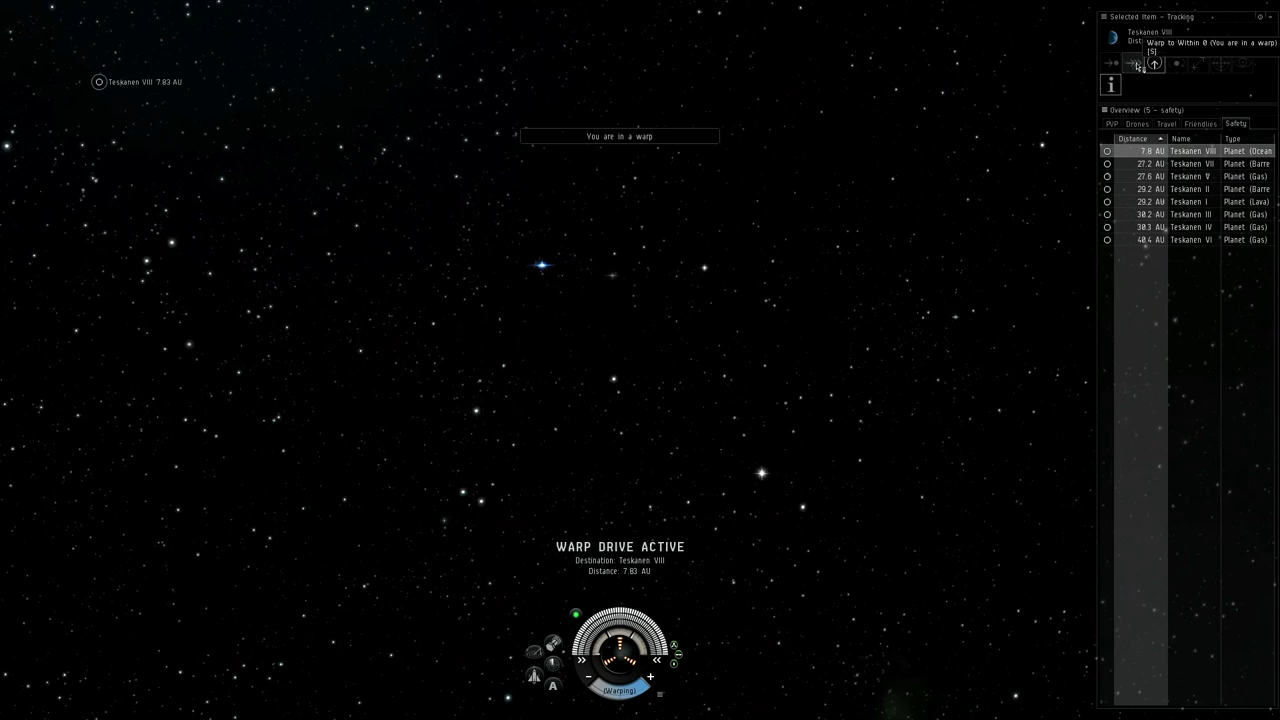 Selected Item - Tracking
Teskanen VIII
Dist
Warp to Within 0 (You are in a warp)
[S]
Teskanen VIII 7.83 AU
i
Overview (5 - safety)
PVP Drones Travel Friendlies Safety
You are in a warp
Distance Name Type
7.8 AU Teskanen VIII Planet (Ocean
27.2 AU Teskanen VII Planet (Barre
27.6 AU Teskanen V Planet (Gas)
29.2 AU Teskanen II Planet (Barre
29.2 AU Teskanen I Planet (Lava)
30.2 AU Teskanen III Planet (Gas)
30.3 AU Teskanen IV Planet (Gas)
40.4 AU Teskanen VI Planet (Gas)
WARP DRIVE ACTIVE
Destination: Teskanen VIII
Distance: 7.83 AU
A
(Warping)